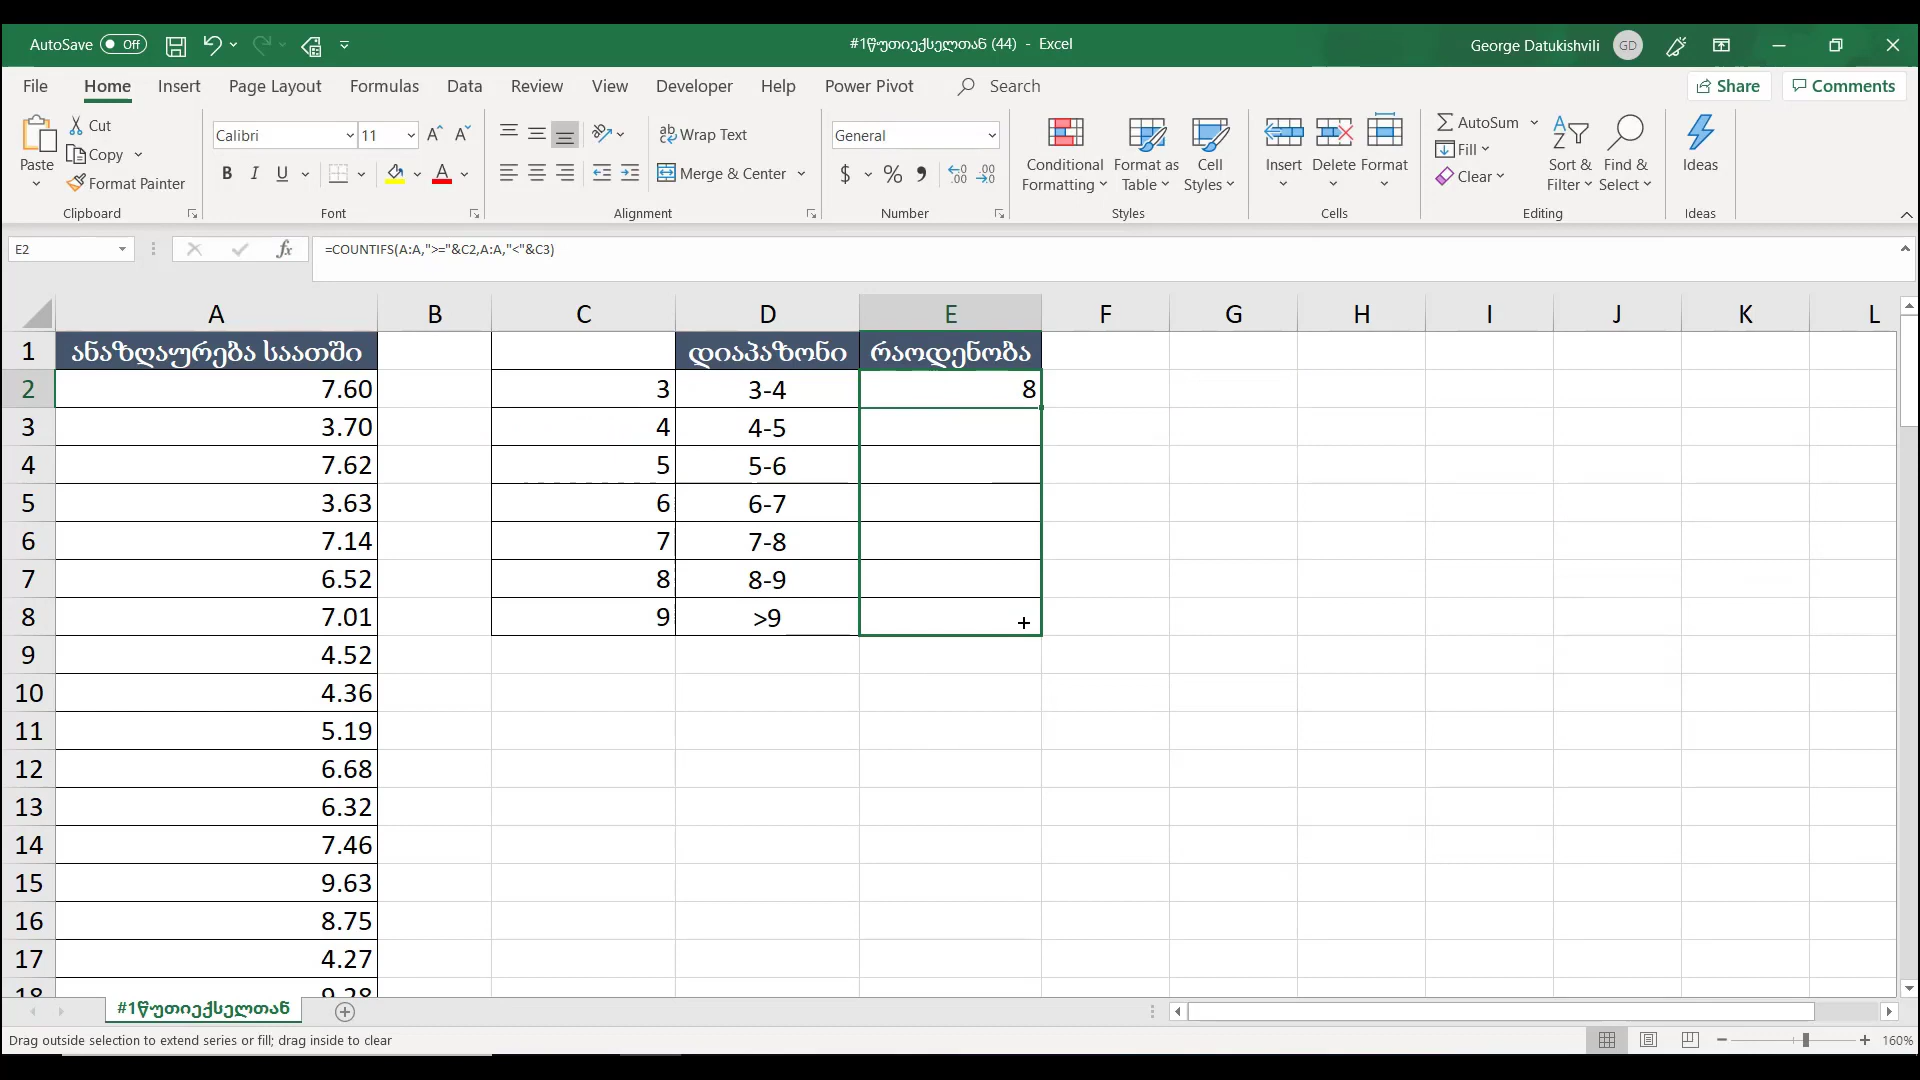 AutoSave Off
#1წუთიექსელთან (44) - Excel
George Datukishvili GD
File Home Insert Page Layout Formulas Data Review View Developer Help Power Pivot Search
Share Comments
Paste
Cut
Copy
Format Painter
Clipboard
Calibri 11
B I U
Font
Wrap Text
Merge & Center
Alignment
General
$ % ,
Number
Conditional Formatting
Format as Table
Cell Styles
Styles
Insert Delete Format
Cells
AutoSum
Fill
Clear
Sort & Filter
Find & Select
Editing
Ideas
Ideas
E2
fx =COUNTIFS(A:A,">="&C2,A:A,"<"&C3)
A B C D E F G H I J K L
1 ანაზღაურება საათში დიაპაზონი რაოდენობა
2 7.60 3 3-4 8
3 3.70 4 4-5
4 7.62 5 5-6
5 3.63 6 6-7
6 7.14 7 7-8
7 6.52 8 8-9
8 7.01 9 >9
9 4.52
10 4.36
11 5.19
12 6.68
13 6.32
14 7.46
15 9.63
16 8.75
17 4.27
18 9.28
#1წუთიექსელთან
Drag outside selection to extend series or fill; drag inside to clear
160%